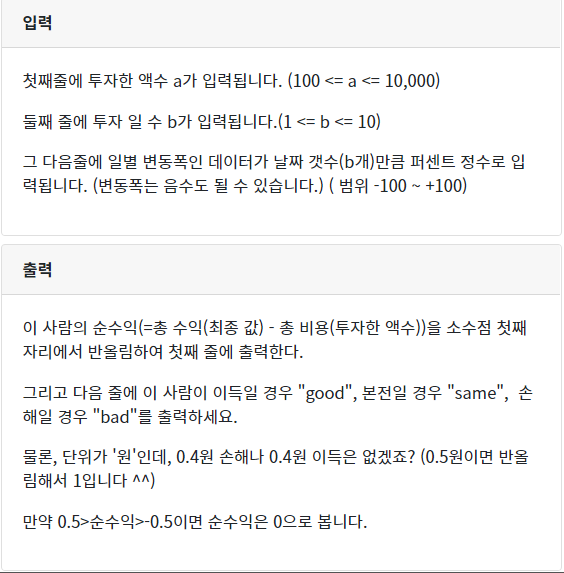 입력
첫째줄에 투자한 액수 a가 입력됩니다. (100 <= a <= 10,000)
둘째 줄에 투자 일 수 b가 입력됩니다.(1 <= b <= 10)
그 다음줄에 일별 변동폭인 데이터가 날짜 갯수(b개)만큼 퍼센트 정수로 입
력됩니다. (변동폭는 음수도 될 수 있습니다.) ( 범위 -100 ~ +100)
출력
이 사람의 순수익(=총 수익(최종 값) - 총 비용(투자한 액수))을 소수점 첫째
자리에서 반올림하여 첫째 줄에 출력한다.
그리고 다음 줄에 이 사람이 이득일 경우 "good", 본전일 경우 "same", 손
해일 경우 "bad"를 출력하세요.
물론, 단위가 '원'인데, 0.4원 손해나 0.4원 이득은 없겠죠? (0.5원이면 반올
림해서 1입니다 ^^)
만약 0.5>순수익>-0.5이면 순수익은 0으로 봅니다.